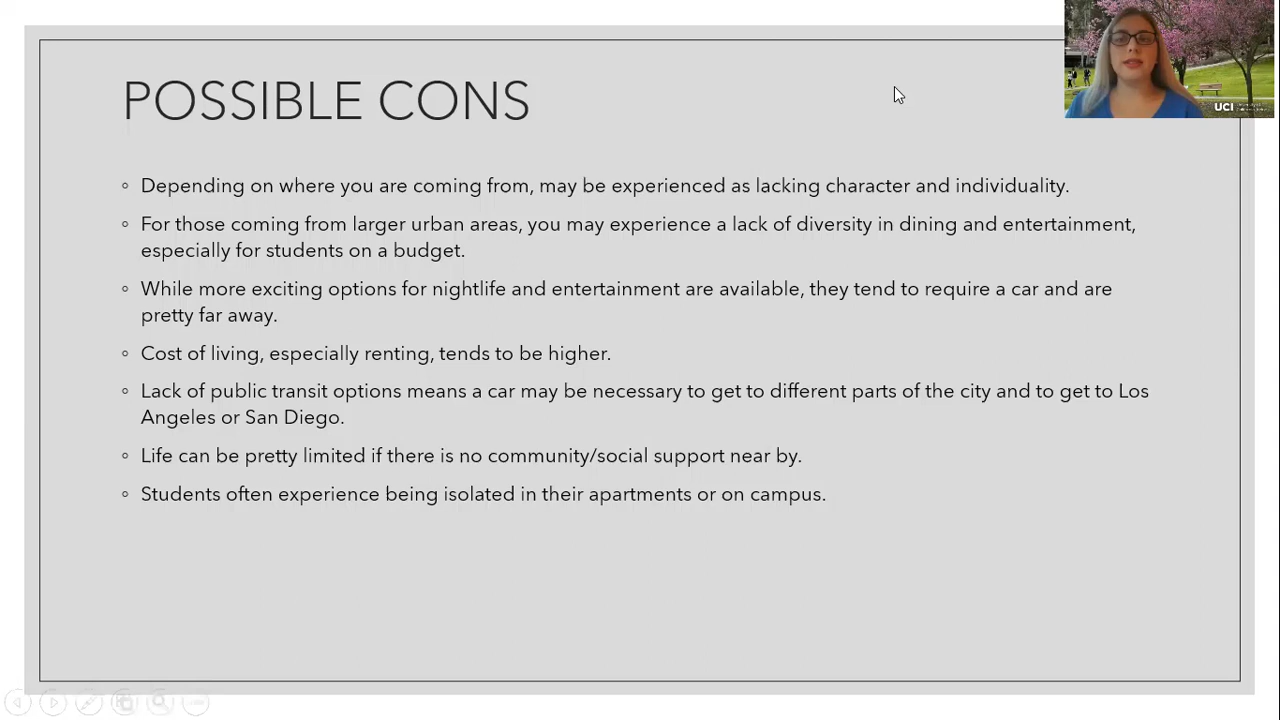 POSSIBLE CONS
Depending on where you are coming from, may be experienced as lacking character and individuality.
For those coming from larger urban areas, you may experience a lack of diversity in dining and entertainment,
especially for students on a budget.
While more exciting options for nightlife and entertainment are available, they tend to require a car and are
pretty far away.
Cost of living, especially renting, tends to be higher.
Lack of public transit options means a car may be necessary to get to different parts of the city and to get to Los
Angeles or San Diego.
Life can be pretty limited if there is no community/social support near by.
Students often experience being isolated in their apartments or on campus.
UCI